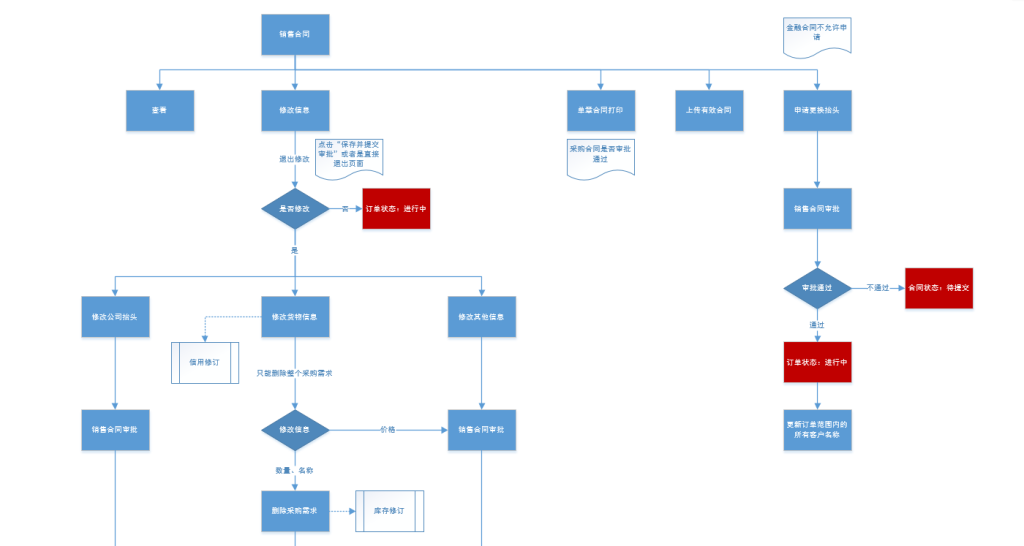 销售合同
金融合同不允许申
请
查看
修改信息
盖章合同打印
上传有效合同
申请更换抬头
点击“保存并提交
审批”或者是直接
退出页面
采购合同是否审批
通过
退出修改
是否修改
否
订单状态：进行中
销售合同审批
是
审批通过
不通过
合同状态：待提交
修改公司抬头
修改货物信息
修改其他信息
通过
信用修订
订单状态：进行中
只能删除整个采购需求
销售合同审批
修改信息
价格
销售合同审批
更新订单范围内的
所有客户名称
数量、名称
删除采购需求
库存修订